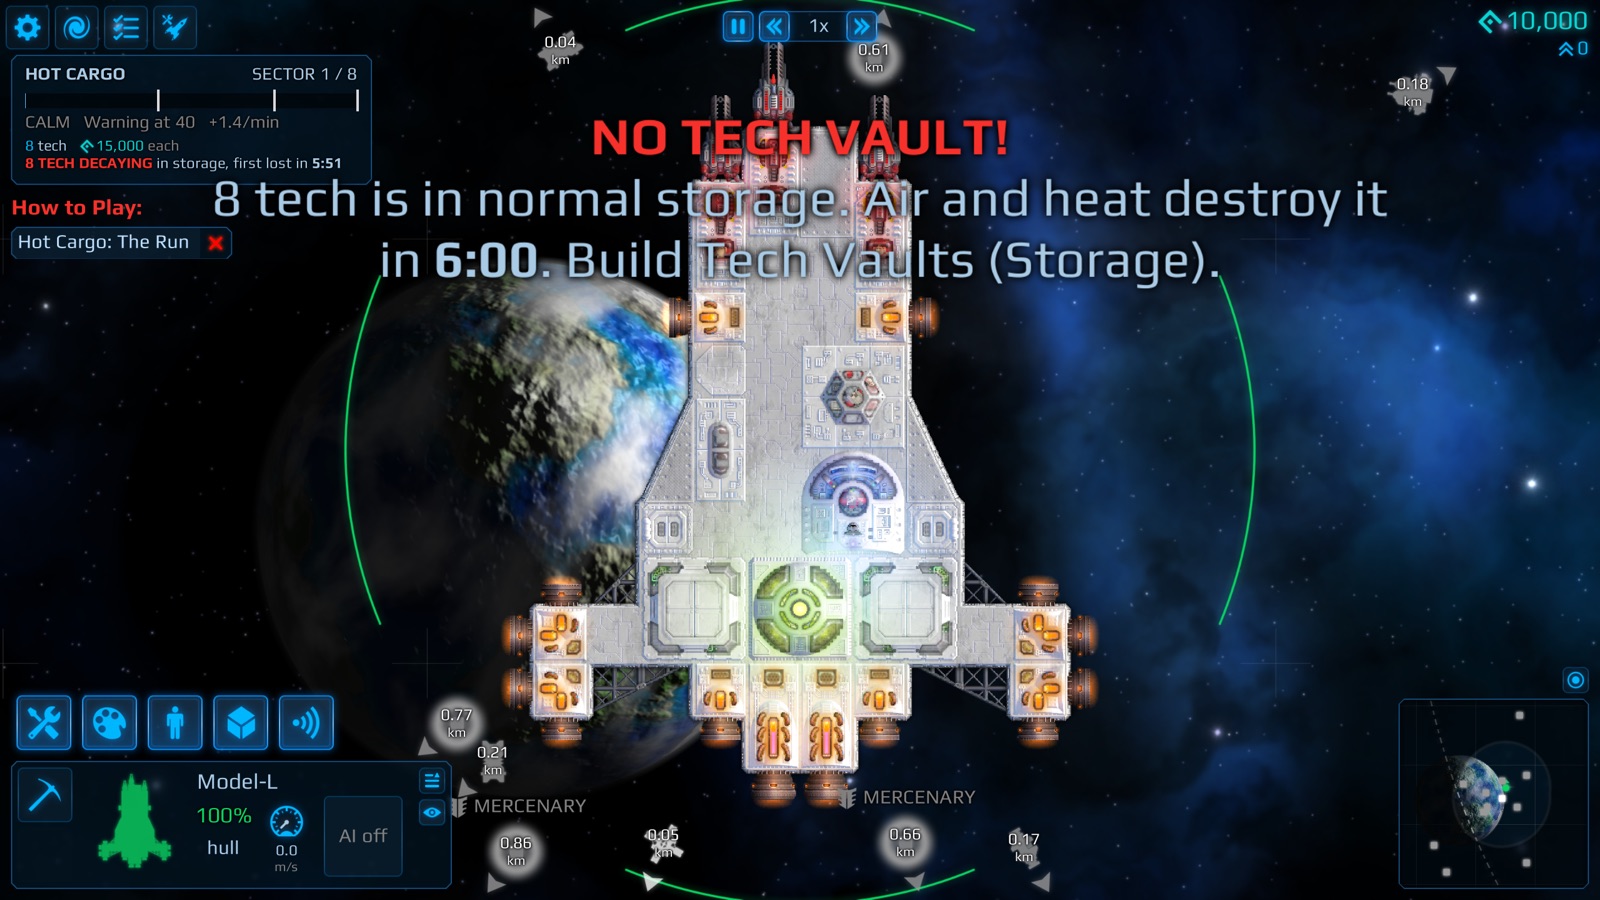 1x
10,000
0
HOT CARGO SECTOR 1 / 8
CALM Warning at 40 +1.4/min
8 tech 15,000 each
8 TECH DECAYING in storage, first lost in 5:51
How to Play:
Hot Cargo: The Run
0.04
km
0.61
km
0.18
km
NO TECH VAULT!
8 tech is in normal storage. Air and heat destroy it
in 6:00. Build Tech Vaults (Storage).
0.77
km
0.21
km
MERCENARY
MERCENARY
0.86
km
0.05
km
0.66
km
0.17
km
Model-L
100%
hull
0.0
m/s
AI off